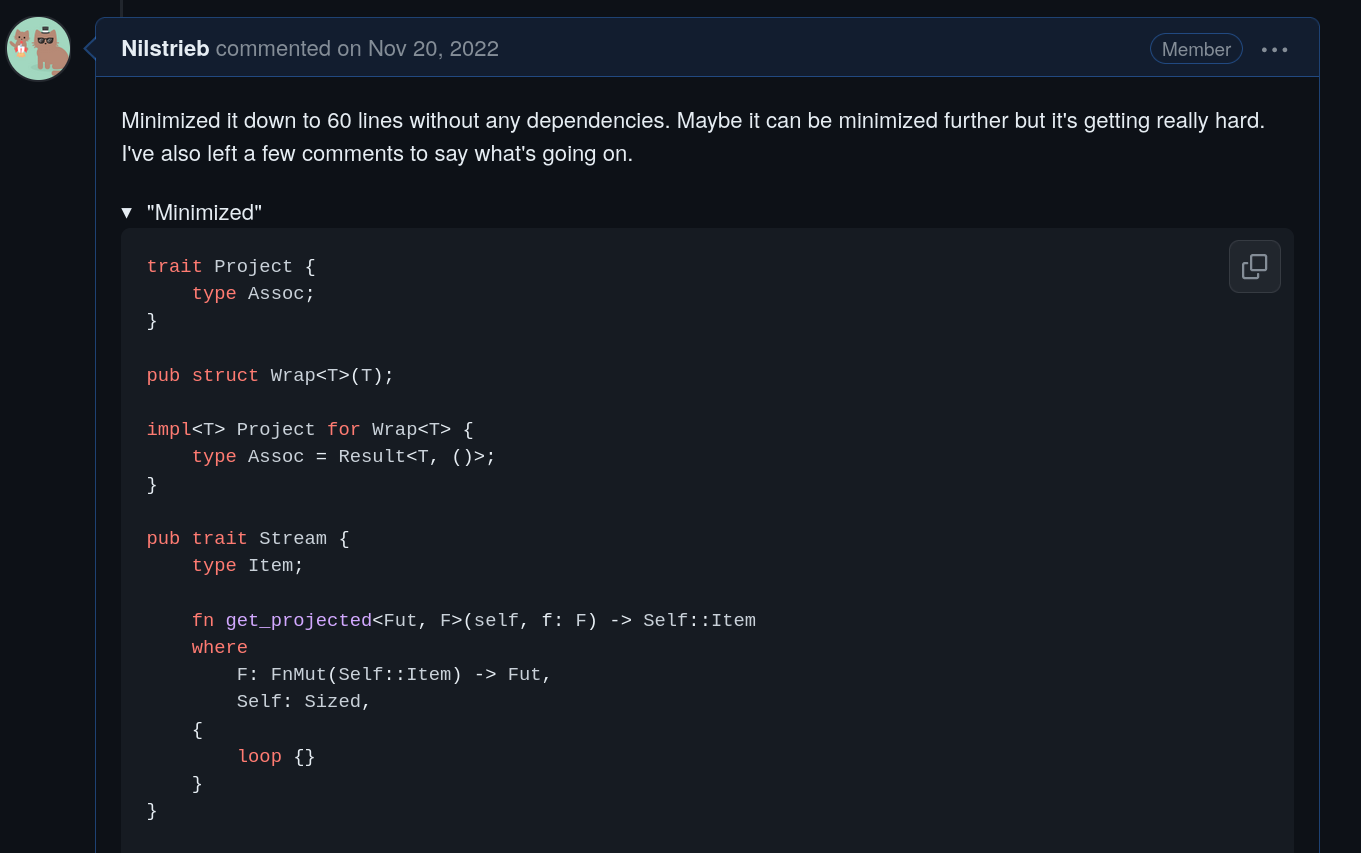 Nilstrieb commented on Nov 20, 2022
Member
Minimized it down to 60 lines without any dependencies. Maybe it can be minimized further but it's getting really hard.
I've also left a few comments to say what's going on.
▼ "Minimized"
trait Project {
    type Assoc;
}

pub struct Wrap<T>(T);

impl<T> Project for Wrap<T> {
    type Assoc = Result<T, ()>;
}

pub trait Stream {
    type Item;

    fn get_projected<Fut, F>(self, f: F) -> Self::Item
    where
        F: FnMut(Self::Item) -> Fut,
        Self: Sized,
    {
        loop {}
    }
}